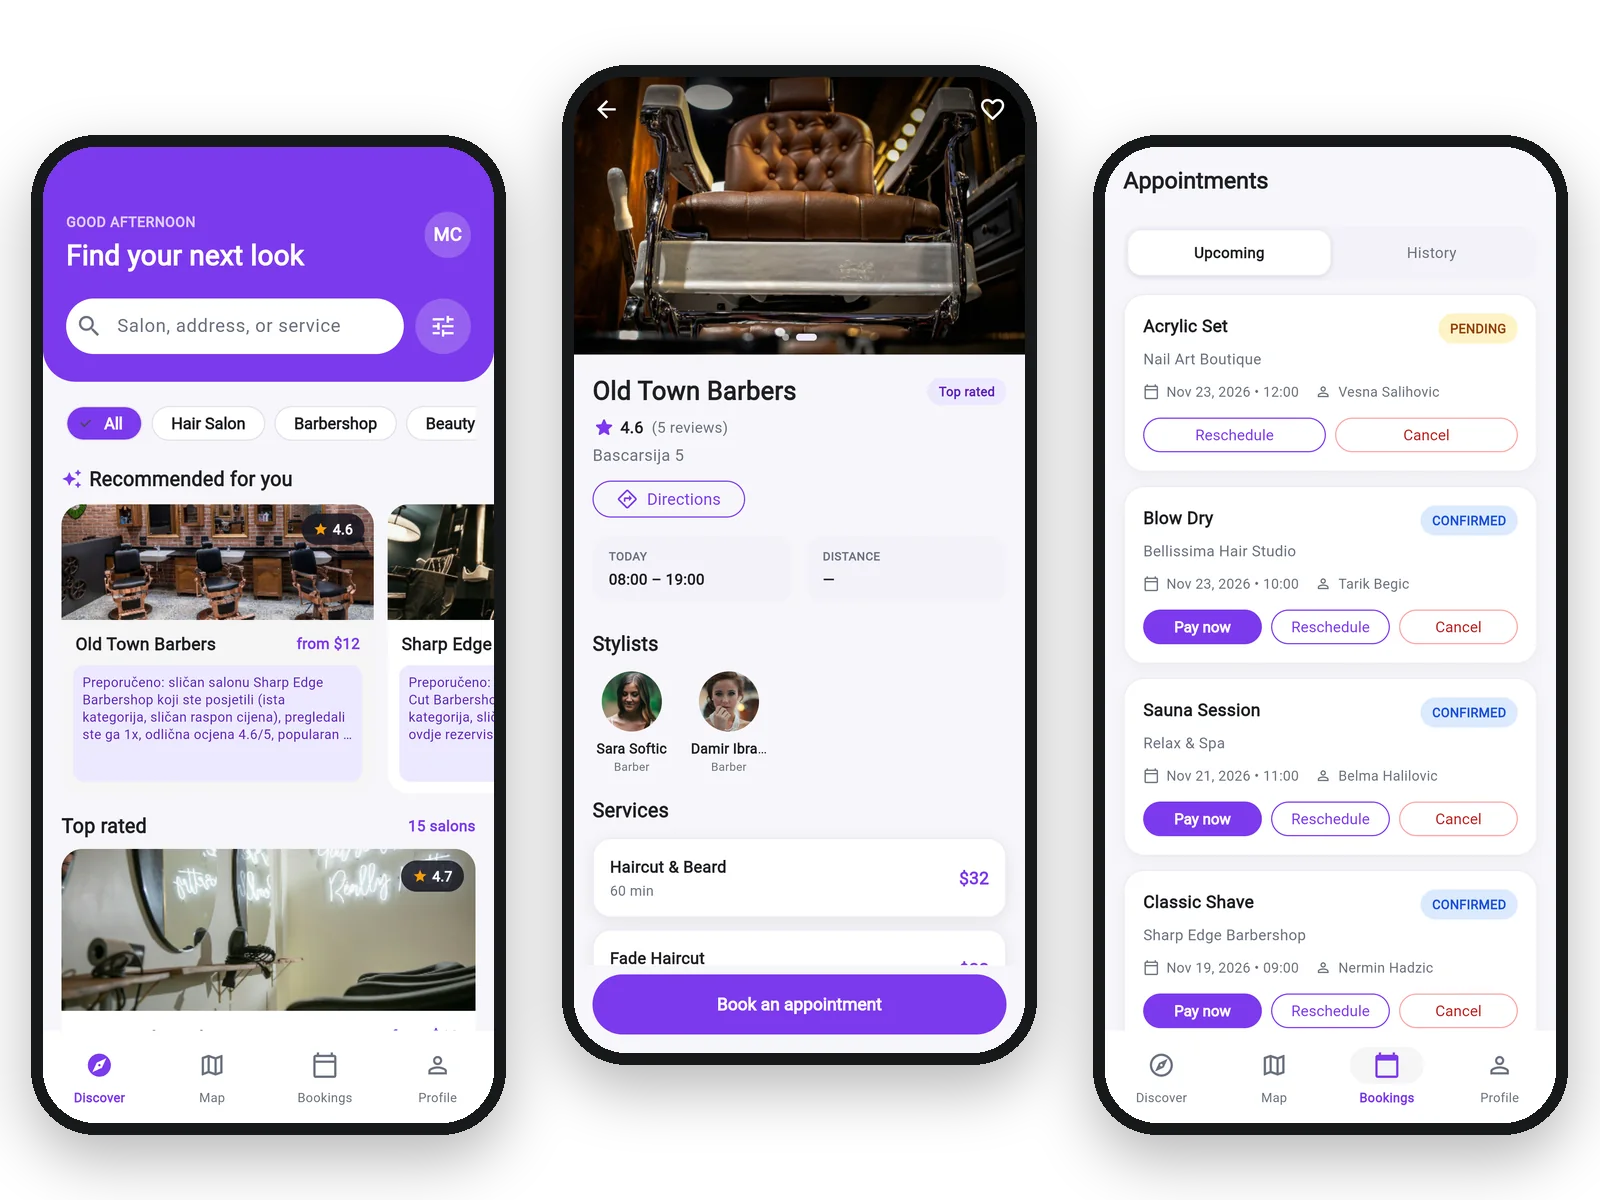 GOOD AFTERNOON
Find your next look
MC
Salon, address, or service
All
Hair Salon
Barbershop
Beauty
Recommended for you
4.6
Old Town Barbers
from $12
Preporučeno: sličan salonu Sharp Edge
Barbershop koji ste posjetili (ista
kategorija, sličan raspon cijena), pregledali
ste ga 1x, odlična ocjena 4.6/5, popularan ...
Sharp Edge
Preporučeno:
Cut Barbersho
kategorija, slič
ovdje rezervis
Top rated
15 salons
Really
4.7
Discover
Map
Bookings
Profile
Old Town Barbers
Top rated
4.6 (5 reviews)
Bascarsija 5
Directions
TODAY
08:00 – 19:00
DISTANCE
—
Stylists
Sara Softic
Barber
Damir Ibra...
Barber
Services
Haircut & Beard
60 min
$32
Fade Haircut
Book an appointment
Appointments
Upcoming
History
Acrylic Set
PENDING
Nail Art Boutique
Nov 23, 2026 • 12:00
Vesna Salihovic
Reschedule
Cancel
Blow Dry
CONFIRMED
Bellissima Hair Studio
Nov 23, 2026 • 10:00
Tarik Begic
Pay now
Reschedule
Cancel
Sauna Session
CONFIRMED
Relax & Spa
Nov 21, 2026 • 11:00
Belma Halilovic
Pay now
Reschedule
Cancel
Classic Shave
CONFIRMED
Sharp Edge Barbershop
Nov 19, 2026 • 09:00
Nermin Hadzic
Pay now
Reschedule
Cancel
Discover
Map
Bookings
Profile